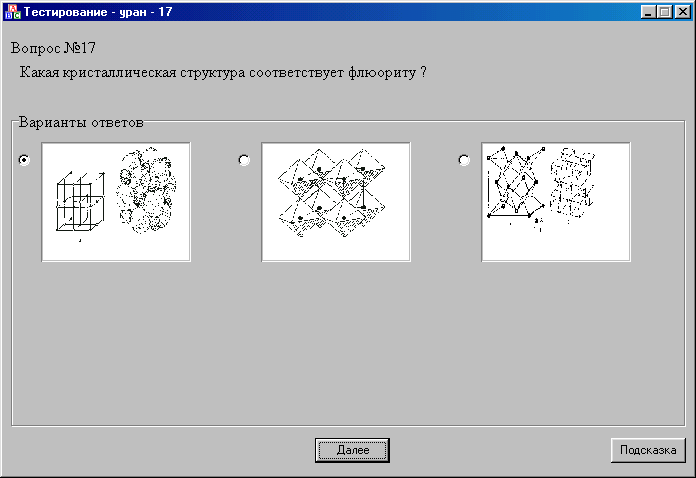 Тестирование - уран - 17
Вопрос №17
Какая кристаллическая структура соответствует флюориту ?
Варианты ответов
Далее
Подсказка